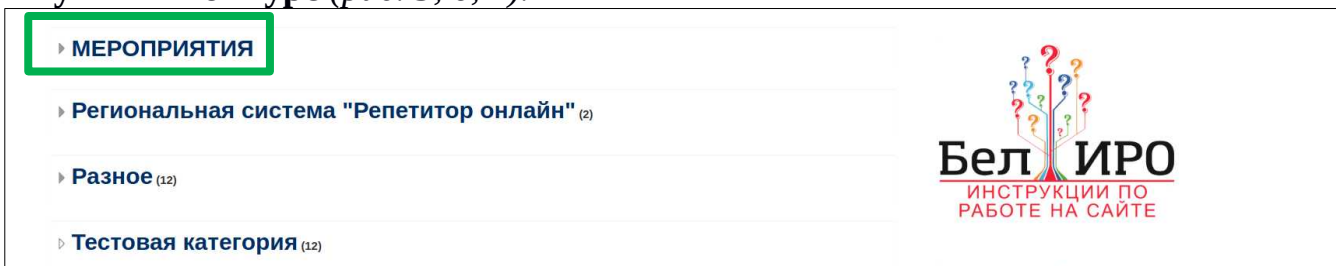 МЕРОПРИЯТИЯ
Региональная система "Репетитор онлайн" (2)
Разное (12)
Тестовая категория (12)
? ? ? ? ? ? ? ? ? ?
Бел ИРО
ИНСТРУКЦИИ ПО
РАБОТЕ НА САЙТЕ